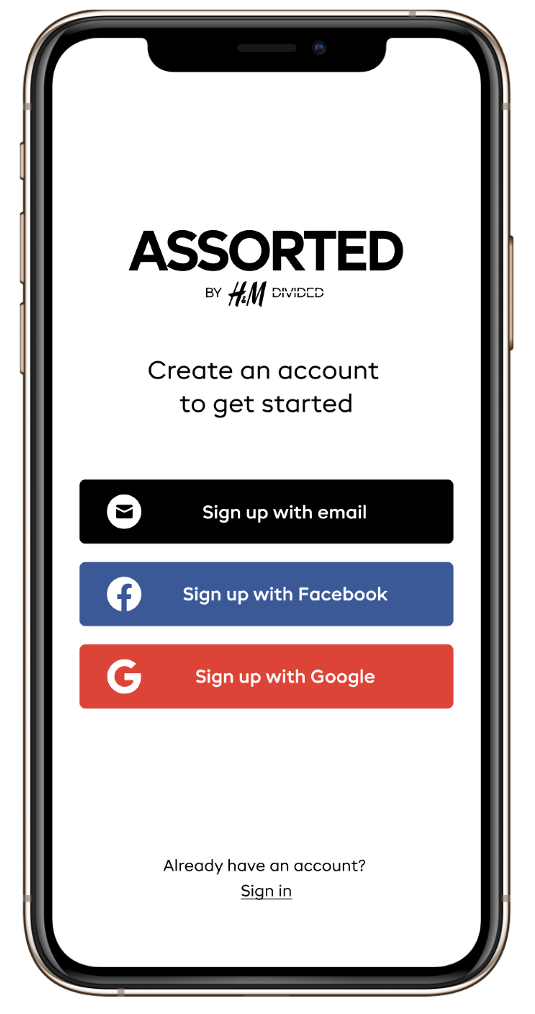 ASSORTED
BY H&M DIVIDED
Create an account
to get started
Sign up with email
Sign up with Facebook
Sign up with Google
Already have an account?
Sign in